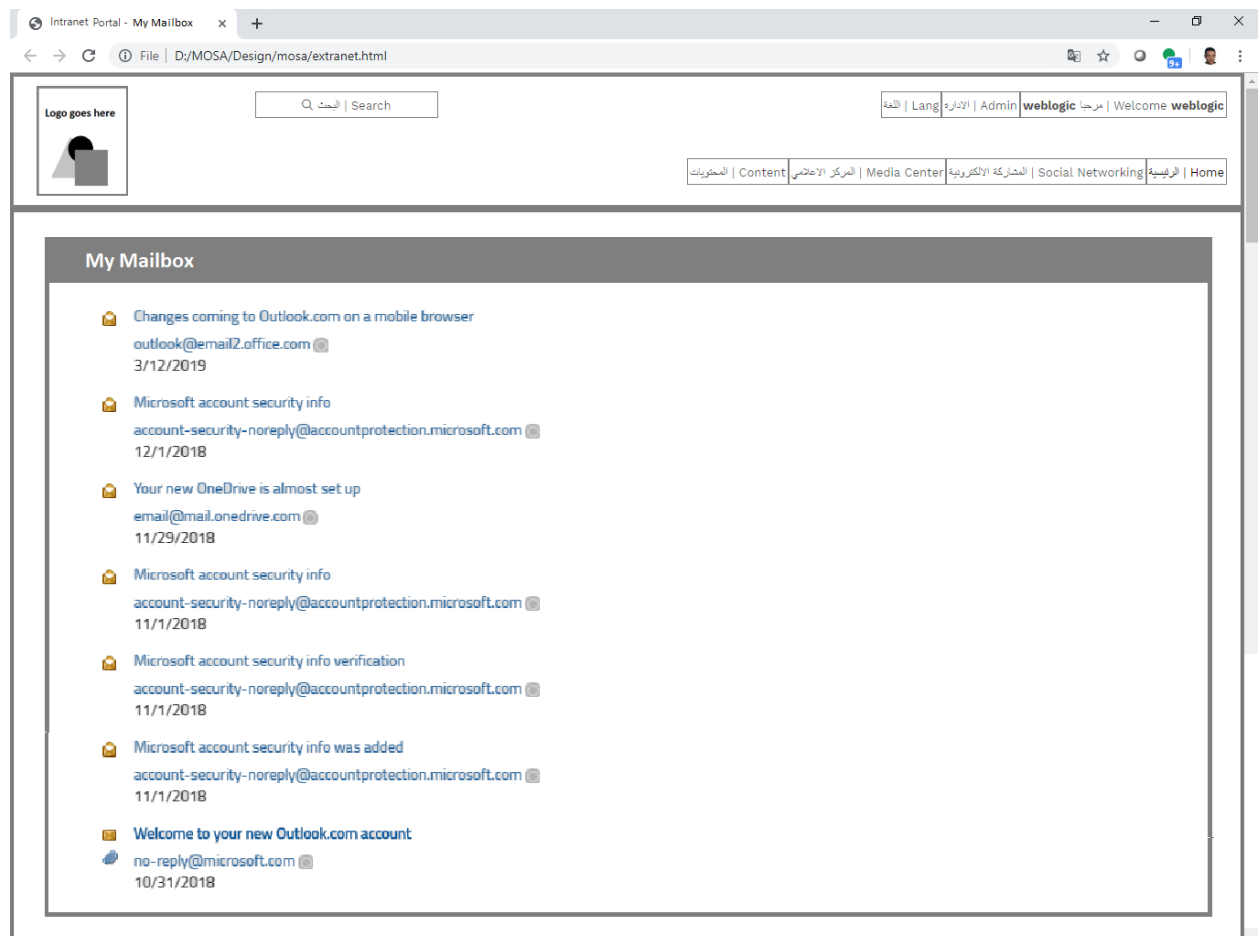 Intranet Portal - My Mailbox
File | D:/MOSA/Design/mosa/extranet.html
9+
Logo goes here
البحث | Search
اللغة | Lang
الاداره | Admin
weblogic مرحبا | Welcome weblogic
المحتويات | Content
المركز الاعلامي | Media Center
المشاركة الالكترونية | Social Networking
الرئيسية | Home
My Mailbox
Changes coming to Outlook.com on a mobile browser
outlook@email2.office.com
3/12/2019
Microsoft account security info
account-security-noreply@accountprotection.microsoft.com
12/1/2018
Your new OneDrive is almost set up
email@mail.onedrive.com
11/29/2018
Microsoft account security info
account-security-noreply@accountprotection.microsoft.com
11/1/2018
Microsoft account security info verification
account-security-noreply@accountprotection.microsoft.com
11/1/2018
Microsoft account security info was added
account-security-noreply@accountprotection.microsoft.com
11/1/2018
Welcome to your new Outlook.com account
no-reply@microsoft.com
10/31/2018